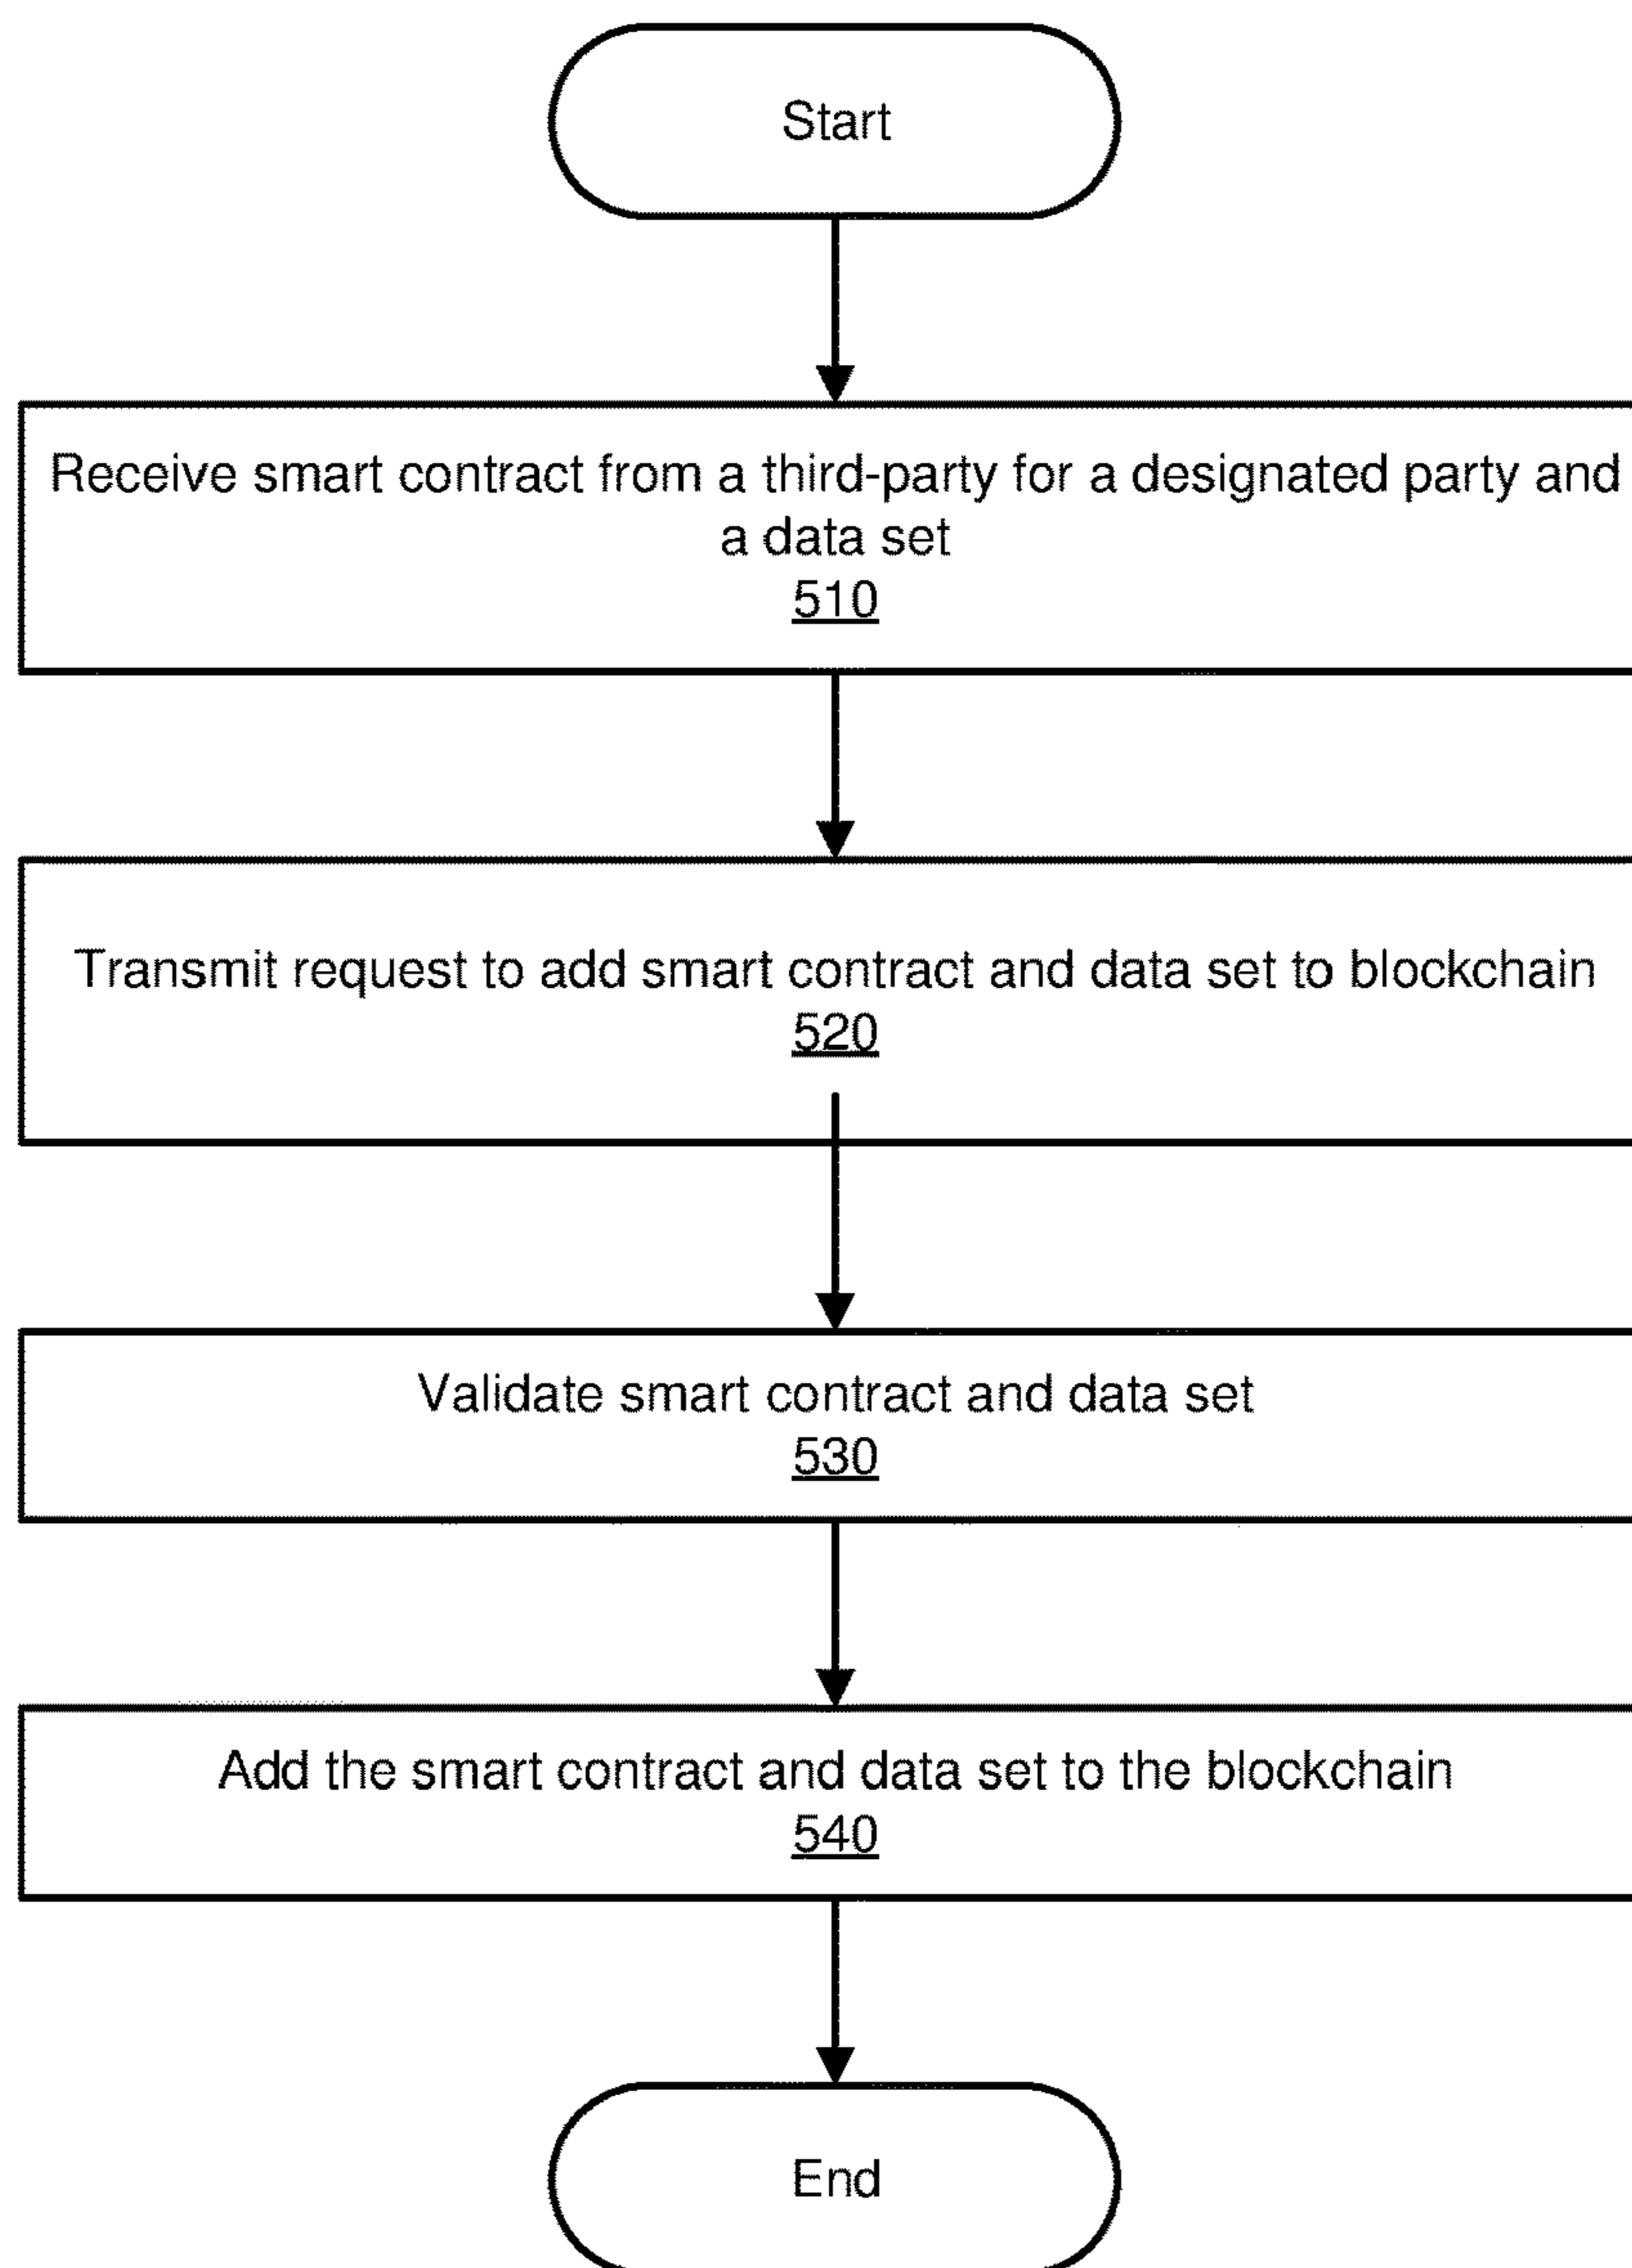 Start
Receive smart contract from a third-party for a designated party and
a data set
510
Transmit request to add smart contract and data set to blockchain
520
Validate smart contract and data set
530
Add the smart contract and data set to the blockchain
540
End